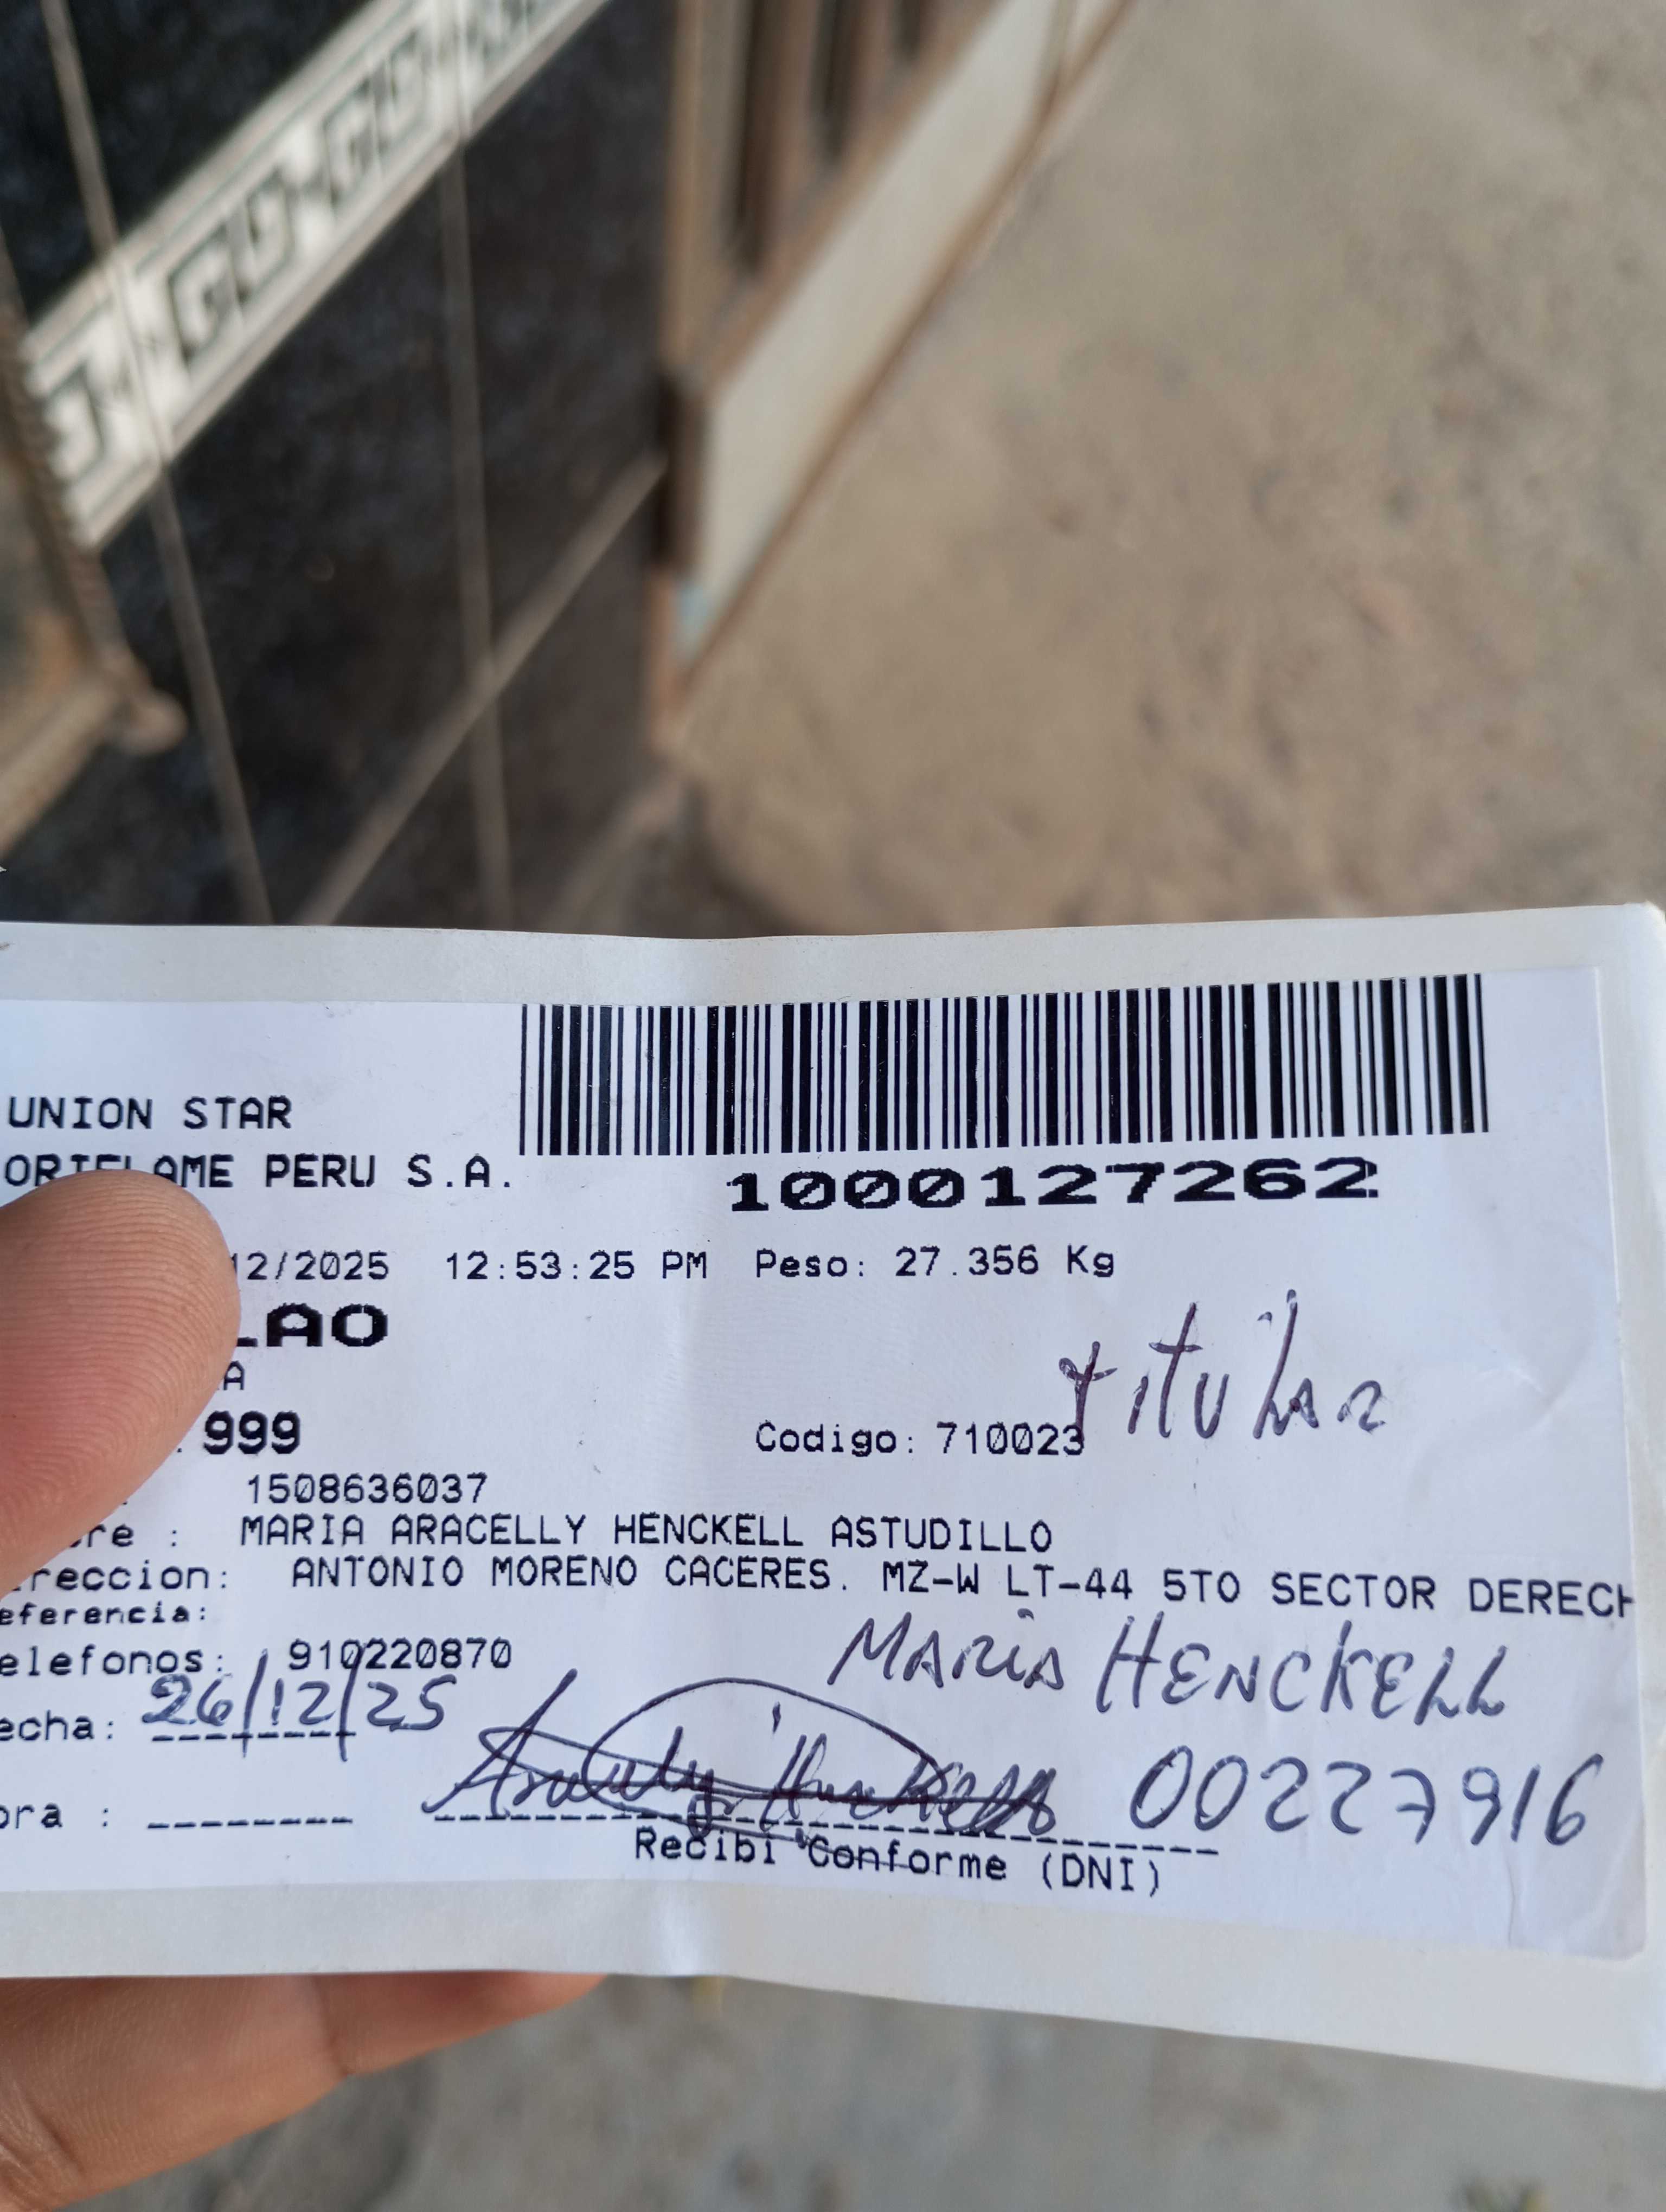 UNION STAR
ORIFLAME PERU S.A.
1000127262
12/2025 12:53:25 PM Peso: 27.356 Kg
LAO
A
. 999
Codigo: 710023
titular
1508636037
re : MARIA ARACELLY HENCKELL ASTUDILLO
reccion: ANTONIO MORENO CACERES. MZ-W LT-44 5TO SECTOR DERECH
eferencia:
elefonos: 910220870
MARIA HENCKELL
echa: 26/12/25
Aracely Henckell 00227916
ora :
Recibi Conforme (DNI)